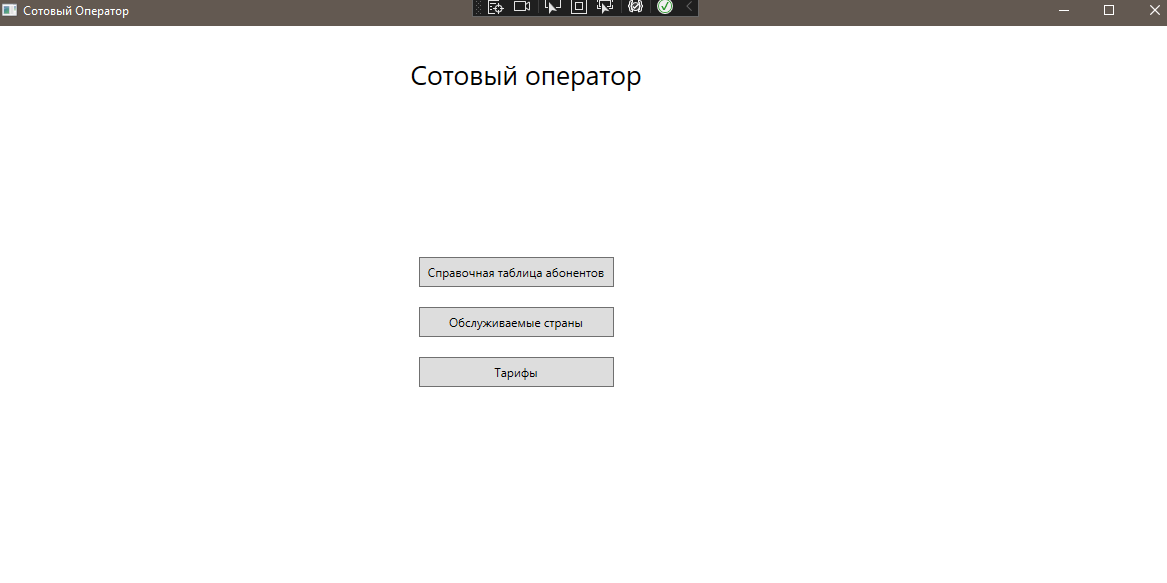 Сотовый Оператор
Сотовый оператор
Справочная таблица абонентов
Обслуживаемые страны
Тарифы